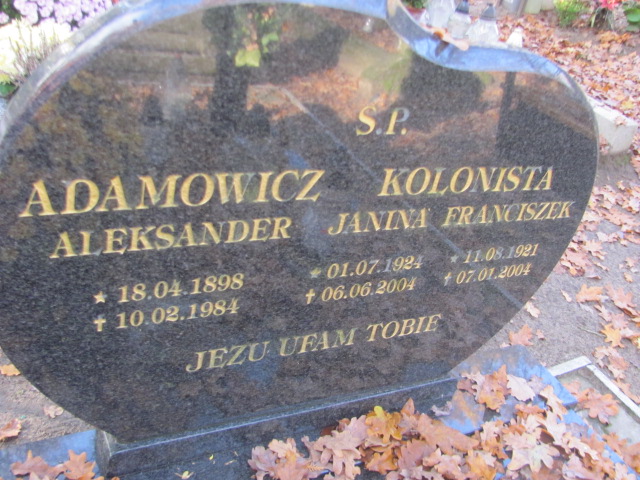 S.P.
ADAMOWICZ KOLONISTA
ALEKSANDER JANINA FRANCISZEK
* 18.04.1898 * 01.07.1924 * 11.08.1921
✝ 10.02.1984 ✝ 06.06.2004 ✝ 07.01.2004
JEZU UFAM TOBIE